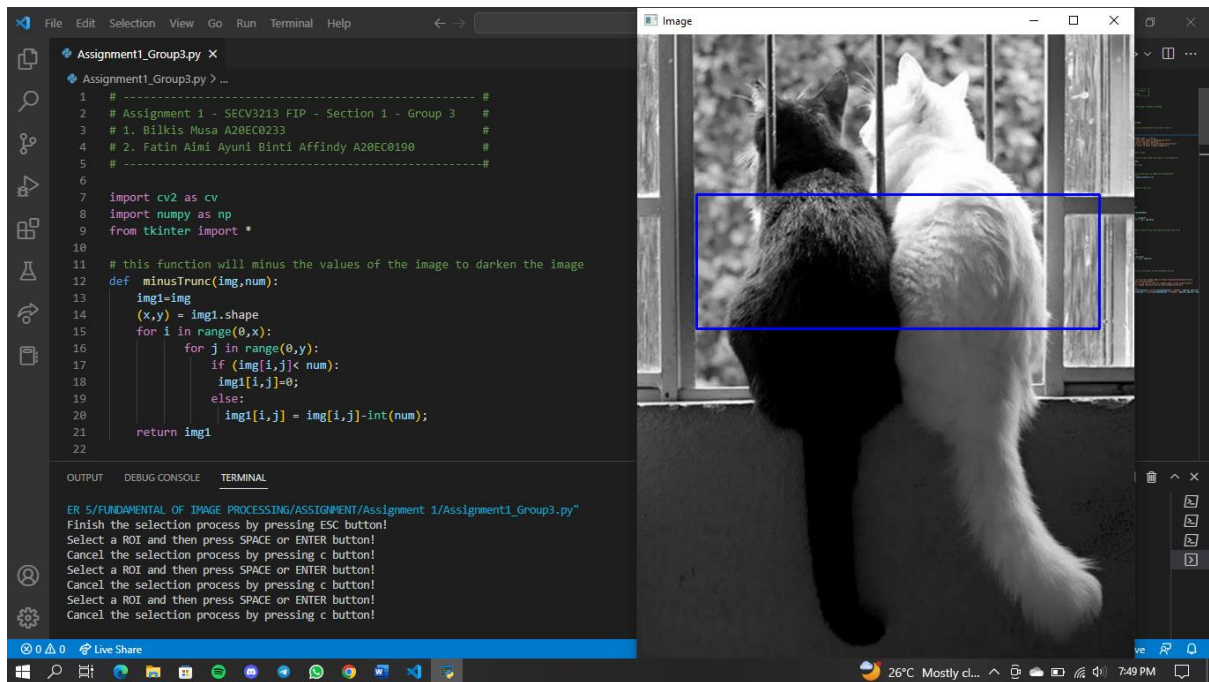 File Edit Selection View Go Run Terminal Help
Image
Assignment1_Group3.py
Assignment1_Group3.py > ...
1 # ---------------------------------------------------- #
2 # Assignment 1 - SECV3213 FIP - Section 1 - Group 3 #
3 # 1. Bilkis Musa A20EC0233 #
4 # 2. Fatin Aimi Ayuni Binti Affindy A20EC0190 #
5 # -----------------------------------------------------#
6
7 import cv2 as cv
8 import numpy as np
9 from tkinter import *
10
11 # this function will minus the values of the image to darken the image
12 def minusTrunc(img,num):
13 img1=img
14 (x,y) = img1.shape
15 for i in range(0,x):
16 for j in range(0,y):
17 if (img[i,j]< num):
18 img1[i,j]=0;
19 else:
20 img1[i,j] = img[i,j]-int(num);
21 return img1
22
OUTPUT DEBUG CONSOLE TERMINAL
ER 5/FUNDAMENTAL OF IMAGE PROCESSING/ASSIGNMENT/Assignment 1/Assignment1_Group3.py"
Finish the selection process by pressing ESC button!
Select a ROI and then press SPACE or ENTER button!
Cancel the selection process by pressing c button!
Select a ROI and then press SPACE or ENTER button!
Cancel the selection process by pressing c button!
Select a ROI and then press SPACE or ENTER button!
Cancel the selection process by pressing c button!
0 0 Live Share ve
26°C Mostly cl... 7:49 PM